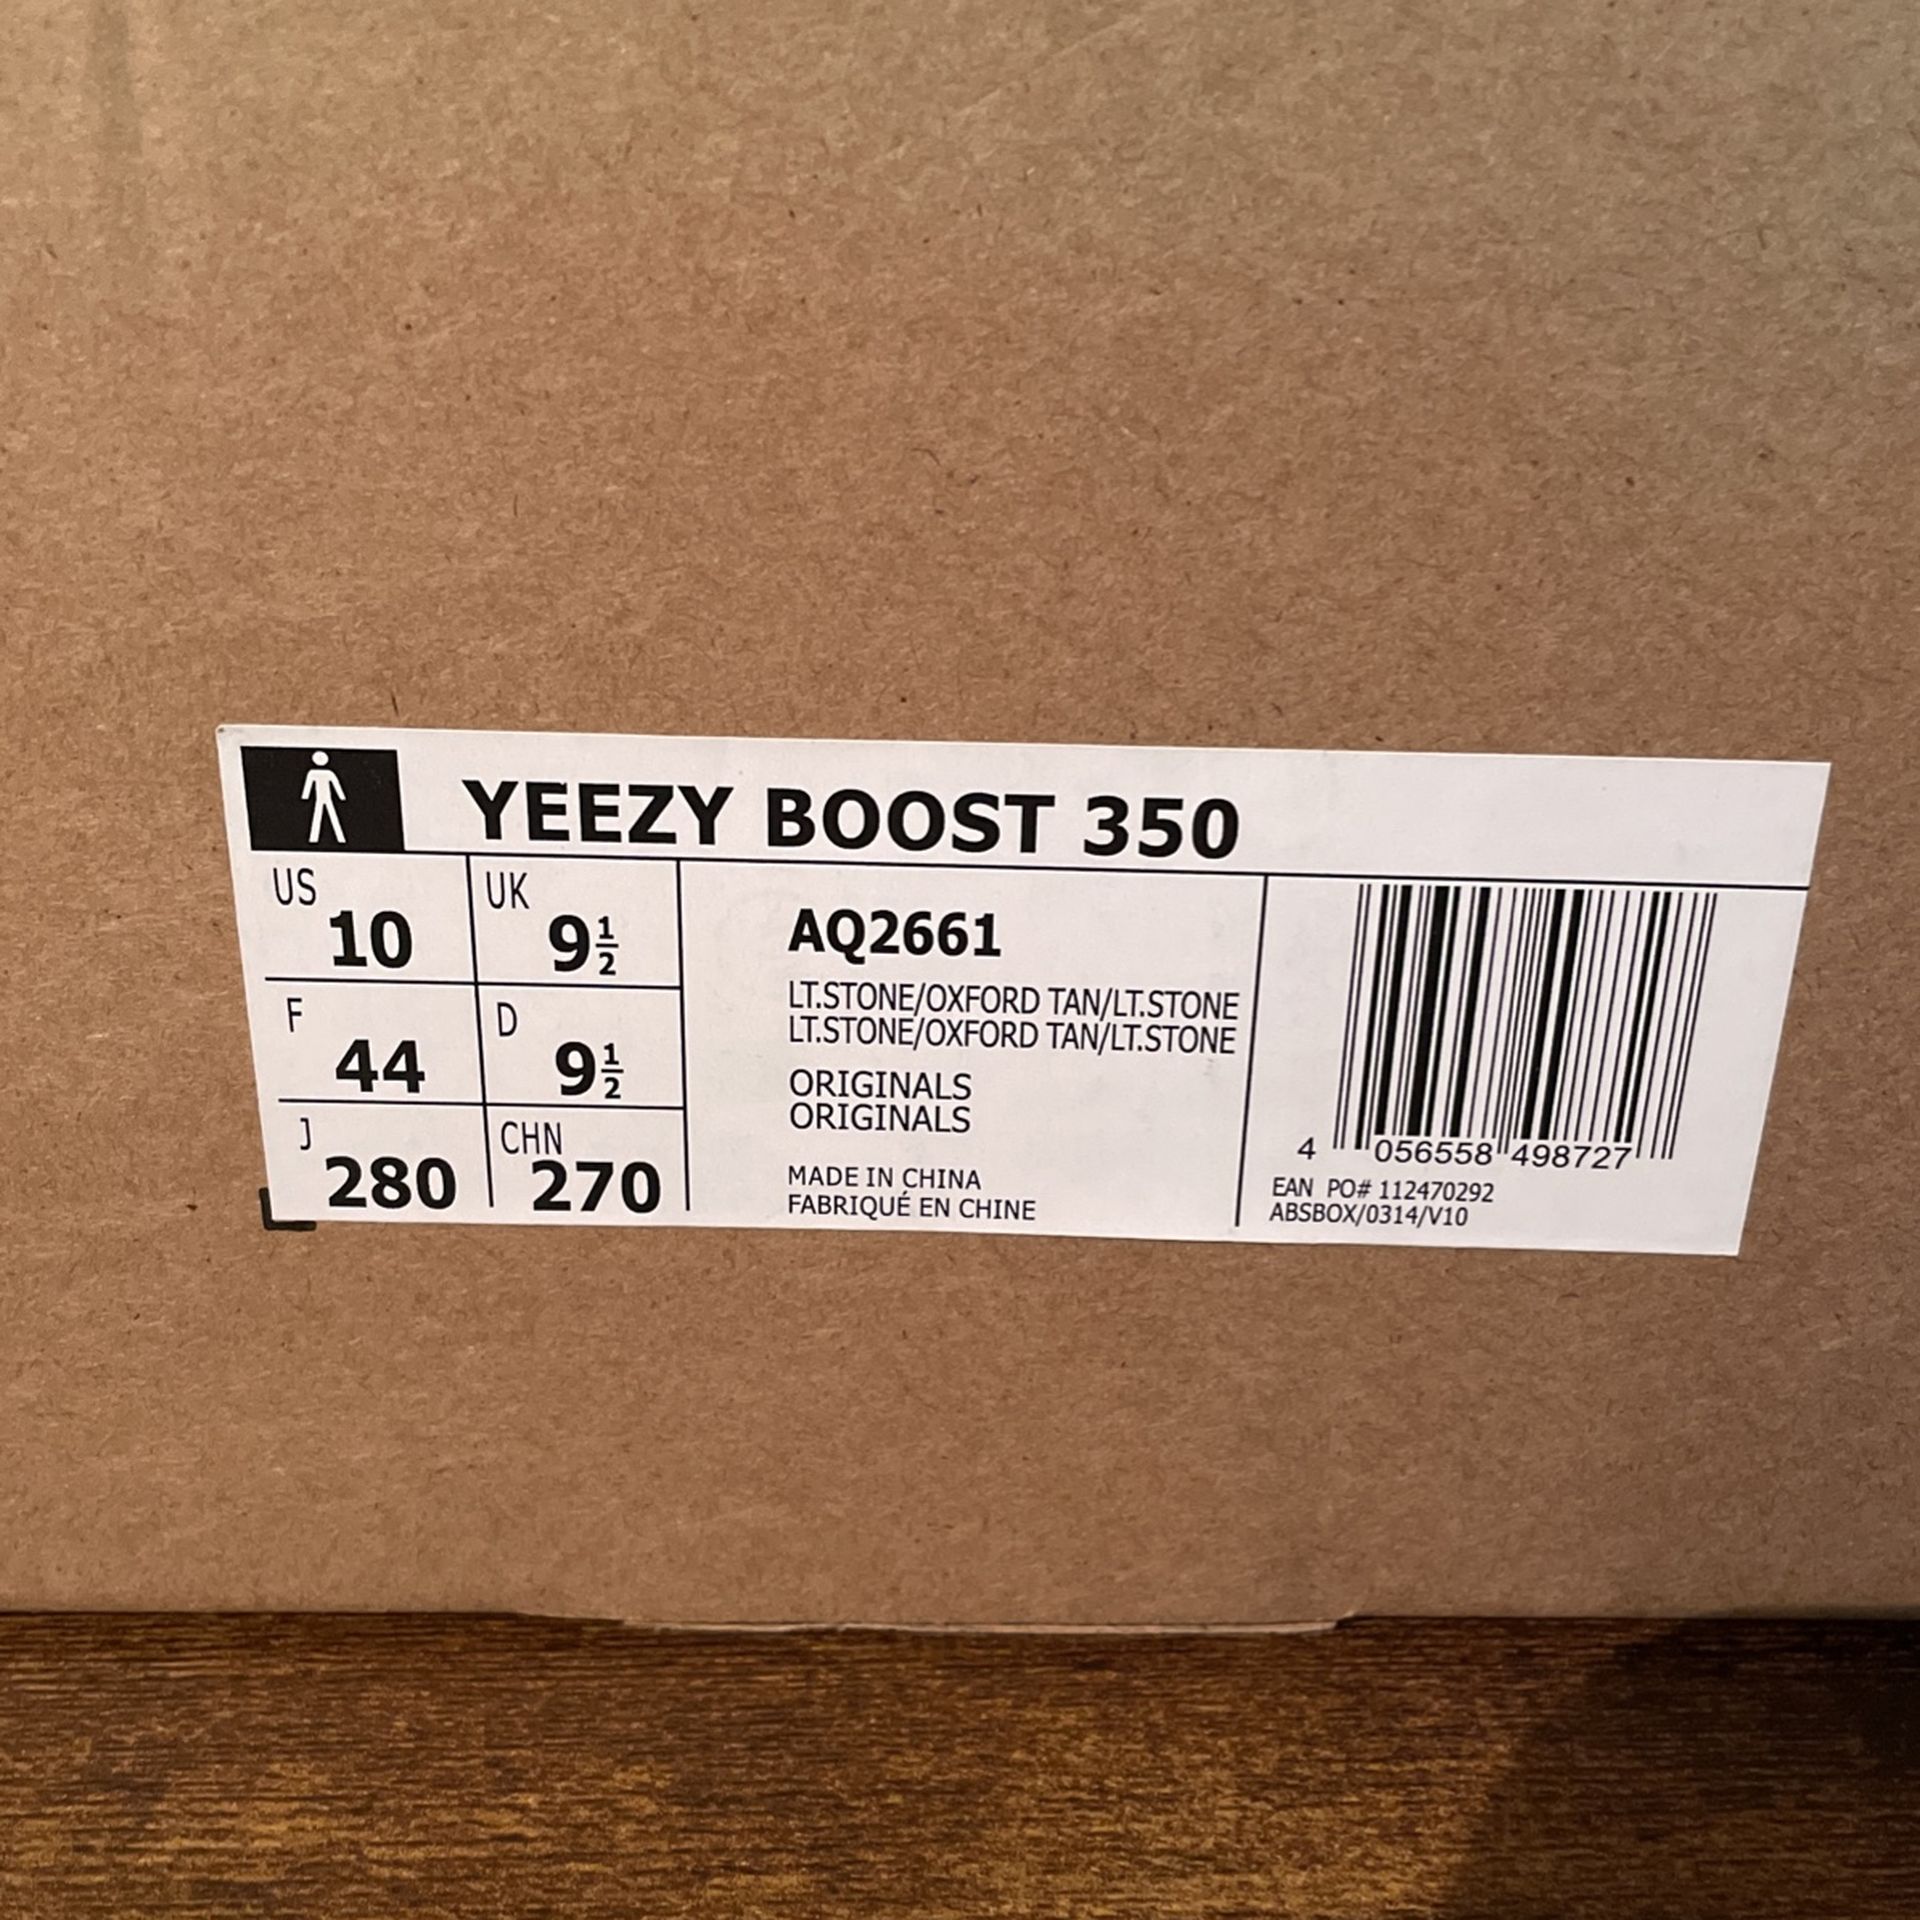 YEEZY BOOST 350
US 10 UK 9½
F 44 D 9½
J 280 CHN 270
AQ2661
LT.STONE/OXFORD TAN/LT.STONE
LT.STONE/OXFORD TAN/LT.STONE
ORIGINALS
ORIGINALS
MADE IN CHINA
FABRIQUÉ EN CHINE
4 056558 498727
EAN PO# 112470292
ABSBOX/0314/V10